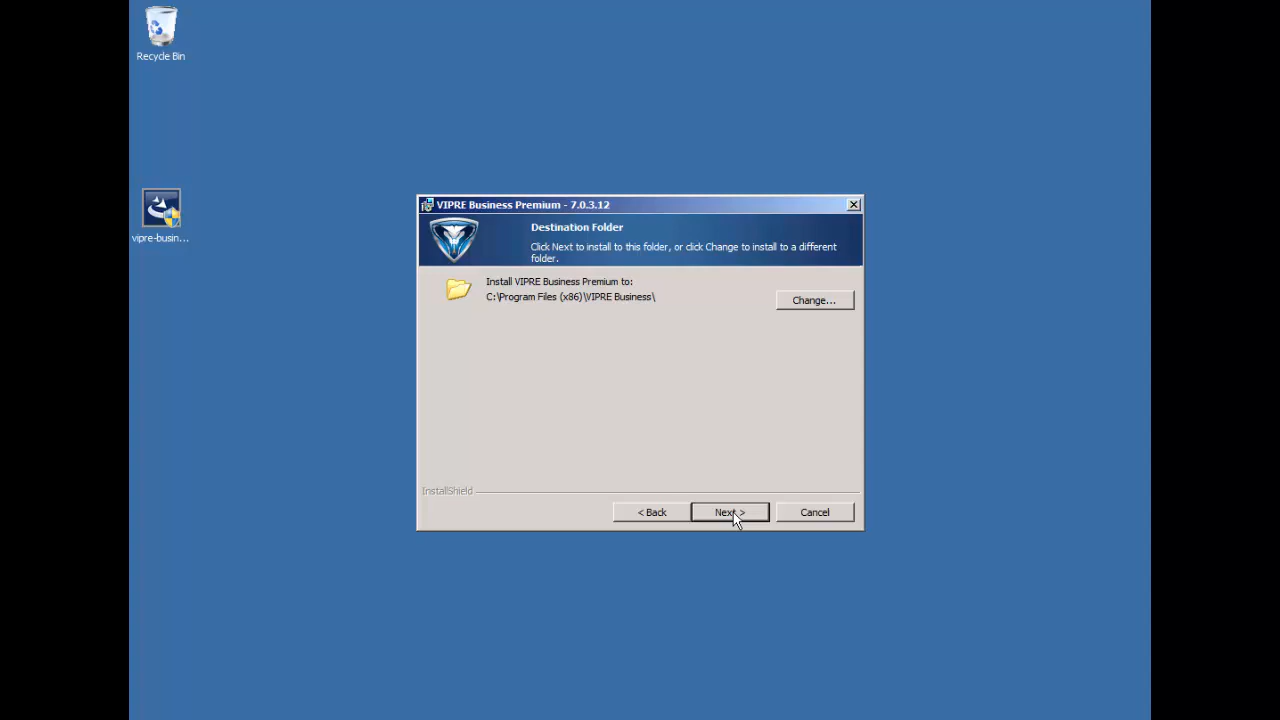 Recycle Bin
vipre-busin...
VIPRE Business Premium - 7.0.3.12
Destination Folder
Click Next to install to this folder, or click Change to install to a different
folder.
Install VIPRE Business Premium to:
C:\Program Files (x86)\VIPRE Business\
Change...
InstallShield
< Back
Next >
Cancel